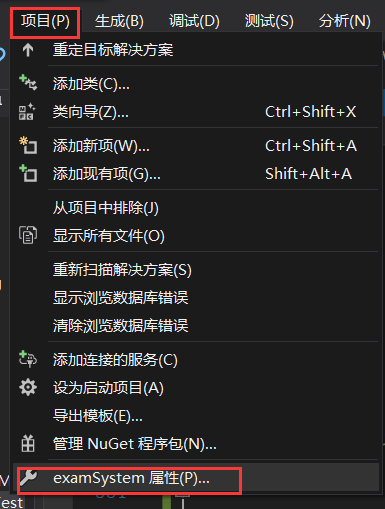 项目(P) 生成(B) 调试(D) 测试(S) 分析(N)
重定目标解决方案
添加类(C)...
类向导(Z)... Ctrl+Shift+X
添加新项(W)... Ctrl+Shift+A
添加现有项(G)... Shift+Alt+A
从项目中排除(J)
显示所有文件(O)
重新扫描解决方案(S)
显示浏览数据库错误
清除浏览数据库错误
添加连接的服务(C)
设为启动项目(A)
导出模板(E)...
管理 NuGet 程序包(N)...
examSystem 属性(P)...